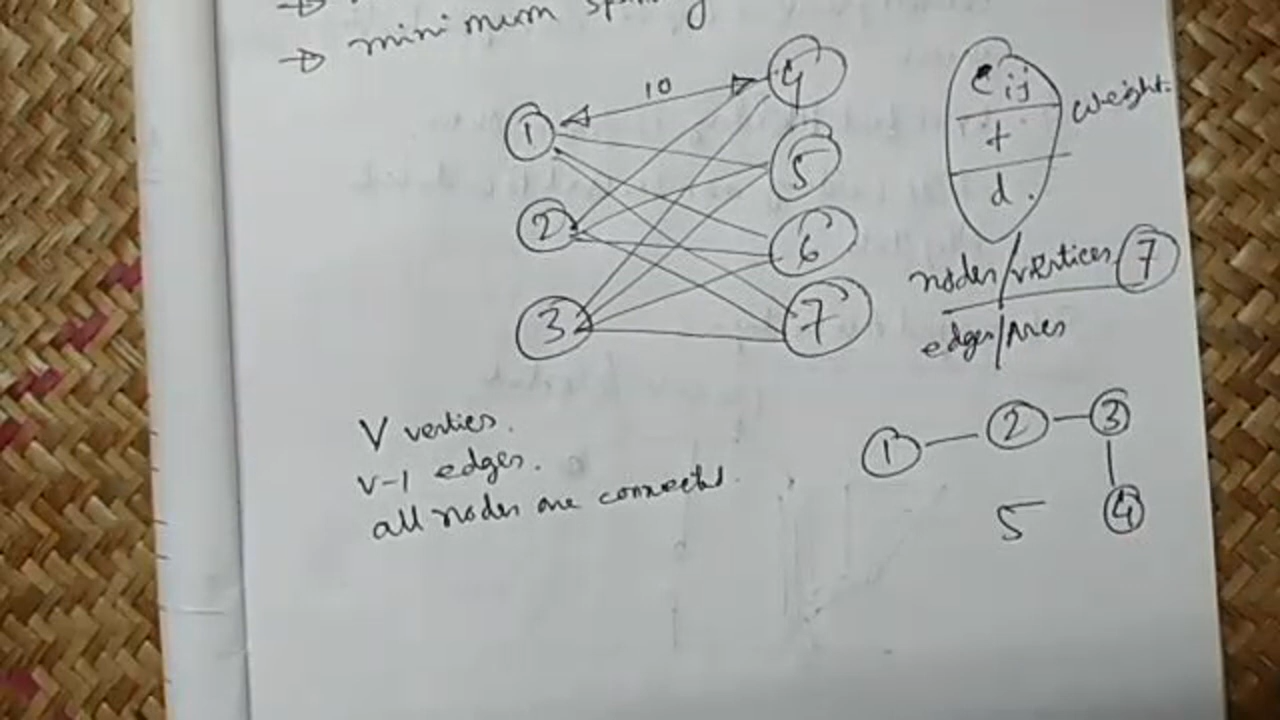 → minimum
10
1
4
2
5
3
6
7
cij
t
d.
weight.
nodes/vertices 7
edges/Arcs
V verties.
v-1 edges.
all nodes are connected.
1 2 3
5 4